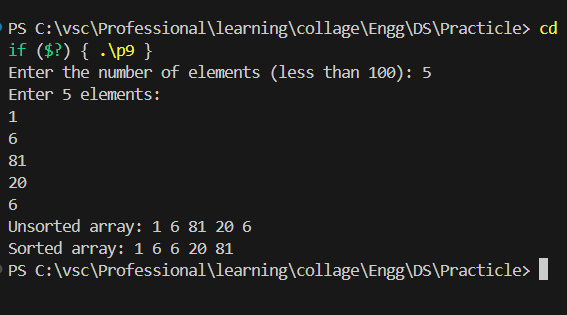 PS C:\vsc\Professional\learning\collage\Engg\DS\Practicle> cd
if ($?) { .\p9 }
Enter the number of elements (less than 100): 5
Enter 5 elements:
1
6
81
20
6
Unsorted array: 1 6 81 20 6
Sorted array: 1 6 6 20 81
PS C:\vsc\Professional\learning\collage\Engg\DS\Practicle>